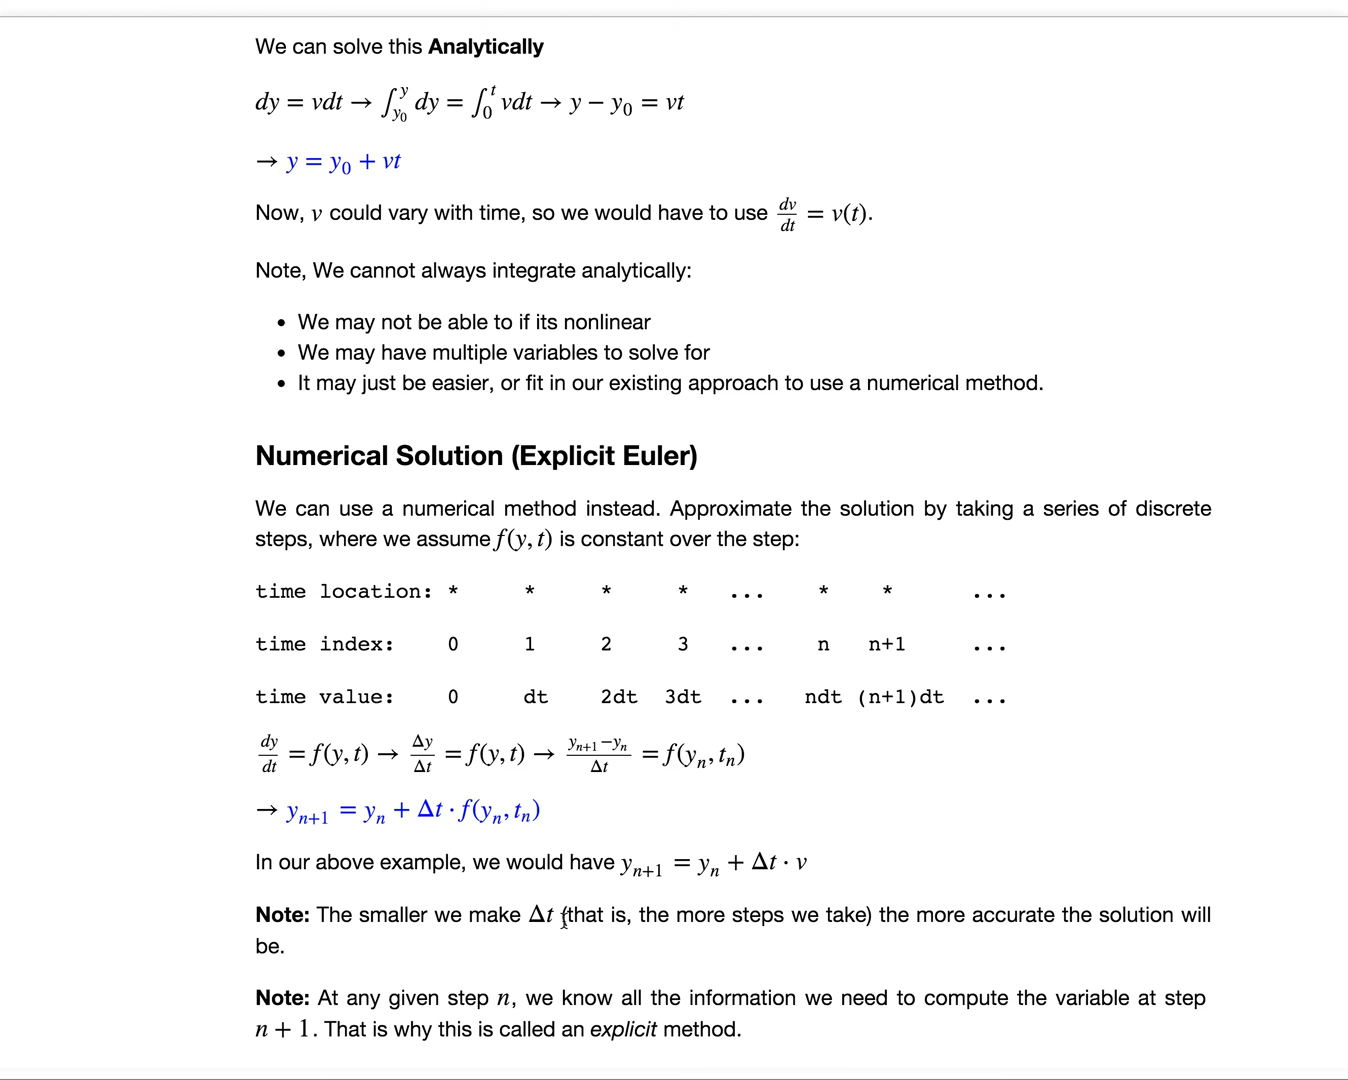 We can solve this Analytically
dy = vdt → ∫_{y₀}^{y} dy = ∫_{0}^{t} vdt → y − y₀ = vt
→ y = y₀ + vt
Now, v could vary with time, so we would have to use dv/dt = v(t).
Note, We cannot always integrate analytically:
• We may not be able to if its nonlinear
• We may have multiple variables to solve for
• It may just be easier, or fit in our existing approach to use a numerical method.
Numerical Solution (Explicit Euler)
We can use a numerical method instead. Approximate the solution by taking a series of discrete
steps, where we assume f(y, t) is constant over the step:
time location: * * * * ... * * ...
time index: 0 1 2 3 ... n n+1 ...
time value: 0 dt 2dt 3dt ... ndt (n+1)dt ...
dy/dt = f(y, t) → Δy/Δt = f(y, t) → (y_{n+1} − y_n)/Δt = f(y_n, t_n)
→ y_{n+1} = y_n + Δt · f(y_n, t_n)
In our above example, we would have y_{n+1} = y_n + Δt · v
Note: The smaller we make Δt (that is, the more steps we take) the more accurate the solution will
be.
Note: At any given step n, we know all the information we need to compute the variable at step
n + 1. That is why this is called an explicit method.